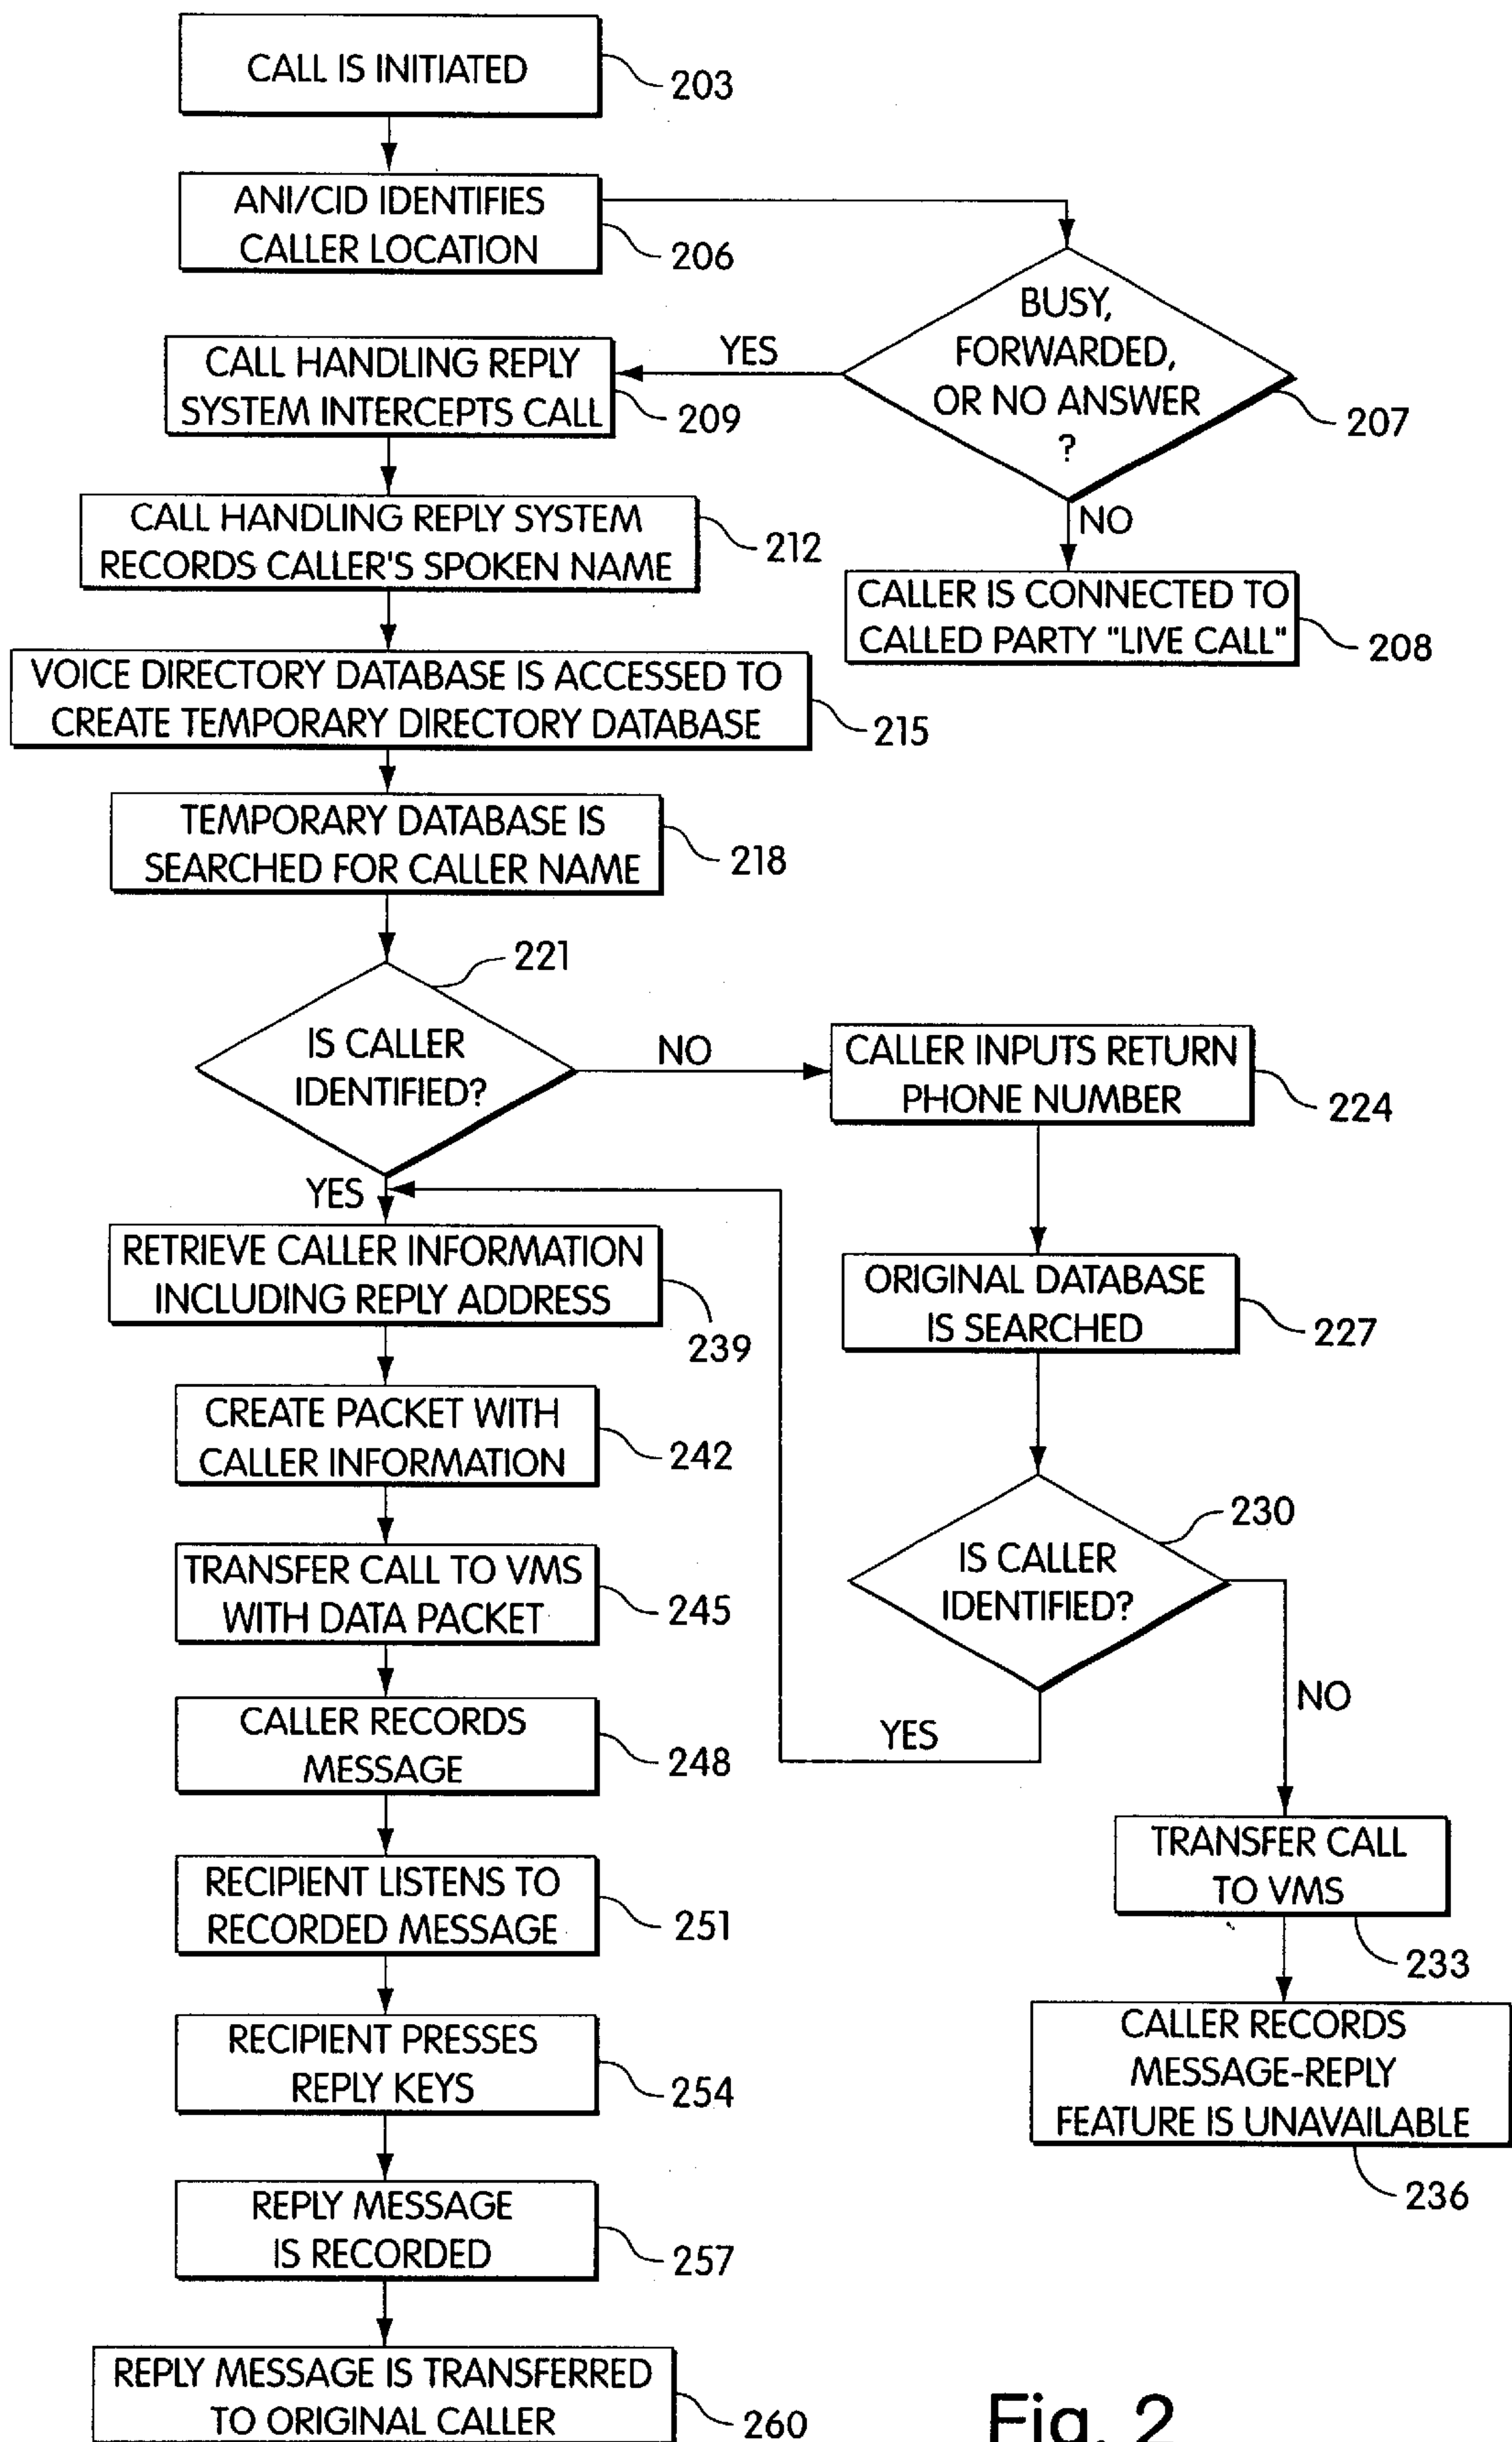 CALL IS INITIATED
203
ANI/CID IDENTIFIES
CALLER LOCATION
206
BUSY,
FORWARDED,
OR NO ANSWER
?
207
YES
CALL HANDLING REPLY
SYSTEM INTERCEPTS CALL
209
NO
CALL HANDLING REPLY SYSTEM
RECORDS CALLER'S SPOKEN NAME
212
CALLER IS CONNECTED TO
CALLED PARTY "LIVE CALL"
208
VOICE DIRECTORY DATABASE IS ACCESSED TO
CREATE TEMPORARY DIRECTORY DATABASE
215
TEMPORARY DATABASE IS
SEARCHED FOR CALLER NAME
218
221
IS CALLER
IDENTIFIED?
NO
CALLER INPUTS RETURN
PHONE NUMBER
224
YES
RETRIEVE CALLER INFORMATION
INCLUDING REPLY ADDRESS
239
ORIGINAL DATABASE
IS SEARCHED
227
CREATE PACKET WITH
CALLER INFORMATION
242
230
IS CALLER
IDENTIFIED?
TRANSFER CALL TO VMS
WITH DATA PACKET
245
NO
YES
CALLER RECORDS
MESSAGE
248
TRANSFER CALL
TO VMS
233
RECIPIENT LISTENS TO
RECORDED MESSAGE
251
CALLER RECORDS
MESSAGE-REPLY
FEATURE IS UNAVAILABLE
236
RECIPIENT PRESSES
REPLY KEYS
254
REPLY MESSAGE
IS RECORDED
257
REPLY MESSAGE IS TRANSFERRED
TO ORIGINAL CALLER
260
Fig. 2